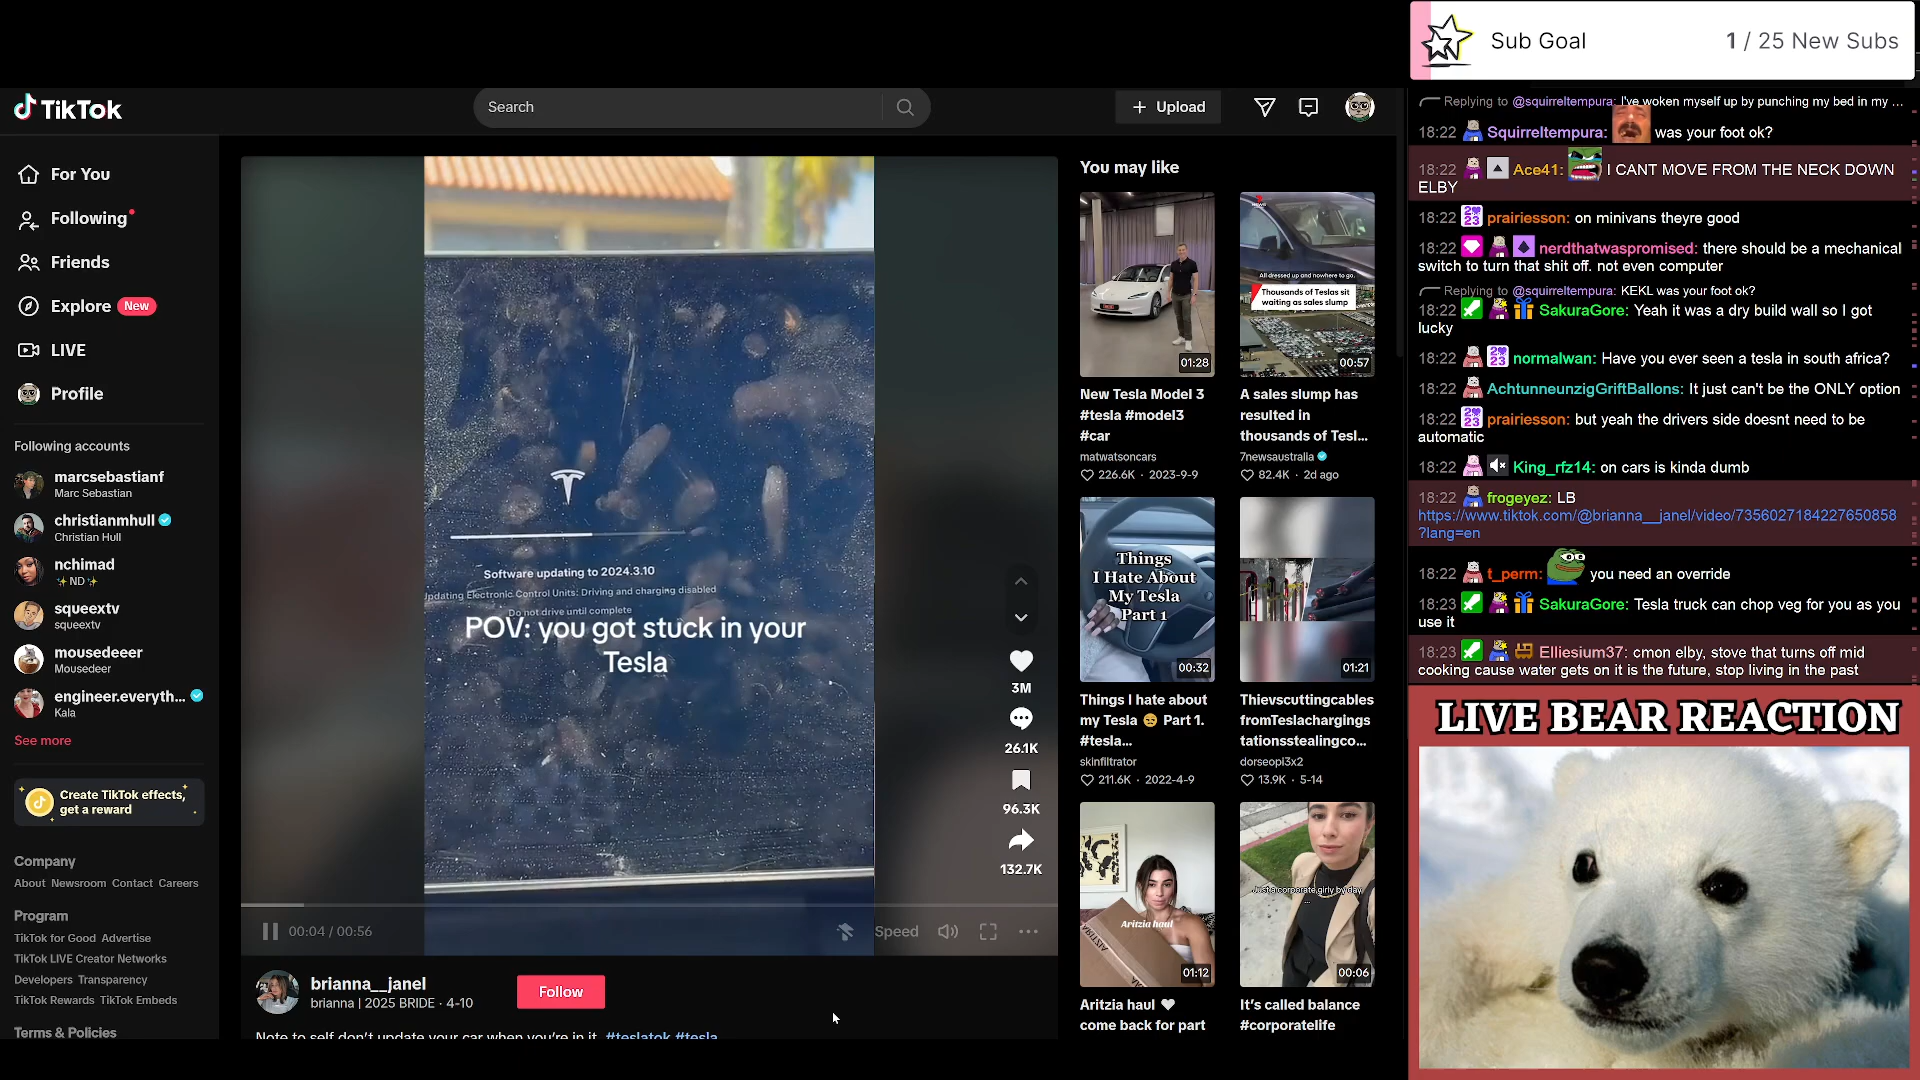 Sub Goal
1 / 25 New Subs
TikTok
Search
Upload
For You
Following
Friends
Explore New
LIVE
Profile
Following accounts
marcsebastianf
Marc Sebastian
christianmhull
Christian Hull
nchimad
✨ND✨
squeextv
squeextv
mousedeeer
Mousedeer
engineer.everyth...
Kala
See more
Create TikTok effects,
get a reward
Company
About Newsroom Contact Careers
Program
TikTok for Good Advertise
TikTok LIVE Creator Networks
Developers Transparency
TikTok Rewards TikTok Embeds
Terms & Policies
Software updating to 2024.3.10
Updating Electronic Control Units: Driving and charging disabled
Do not drive until complete
POV: you got stuck in your
Tesla
3M
26.1K
96.3K
132.7K
00:04 / 00:56
Speed
brianna__janel
brianna | 2025 BRIDE · 4-10
Follow
Note to self don't update your car when you're in it. #teslatok #tesla
You may like
01:28
New Tesla Model 3
#tesla #model3
#car
matwatsoncars
226.6K · 2023-9-9
All dressed up and nowhere to go.
Thousands of Teslas sit
waiting as sales slump
00:57
A sales slump has
resulted in
thousands of Tesl...
7newsaustralia
82.4K · 2d ago
Things
I Hate About
My Tesla
Part 1
00:32
Things I hate about
my Tesla 😒 Part 1.
#tesla...
skinfiltrator
211.6K · 2022-4-9
01:21
Thievscuttingcables
fromTeslachargings
tationsstealingco...
dorseopl3x2
13.9K · 5-14
Aritzia haul
ARITZIA
01:12
Aritzia haul 🤍
come back for part
Just a corporate girly by day
...
00:06
It's called balance
#corporatelife
Replying to @squirreltempura: I've woken myself up by punching my bed in my ...
18:22 Squirreltempura: was your foot ok?
18:22 Ace41: I CANT MOVE FROM THE NECK DOWN
ELBY
18:22 prairiesson: on minivans theyre good
18:22 nerdthatwaspromised: there should be a mechanical
switch to turn that shit off. not even computer
Replying to @squirreltempura: KEKL was your foot ok?
18:22 SakuraGore: Yeah it was a dry build wall so I got
lucky
18:22 normalwan: Have you ever seen a tesla in south africa?
18:22 AchtunneunzigGriftBallons: It just can't be the ONLY option
18:22 prairiesson: but yeah the drivers side doesnt need to be
automatic
18:22 King_rfz14: on cars is kinda dumb
18:22 frogeyez: LB
https://www.tiktok.com/@brianna__janel/video/7356027184227650858
?lang=en
18:22 t_perm: you need an override
18:23 SakuraGore: Tesla truck can chop veg for you as you
use it
18:23 Elliesium37: cmon elby, stove that turns off mid
cooking cause water gets on it is the future, stop living in the past
LIVE BEAR REACTION